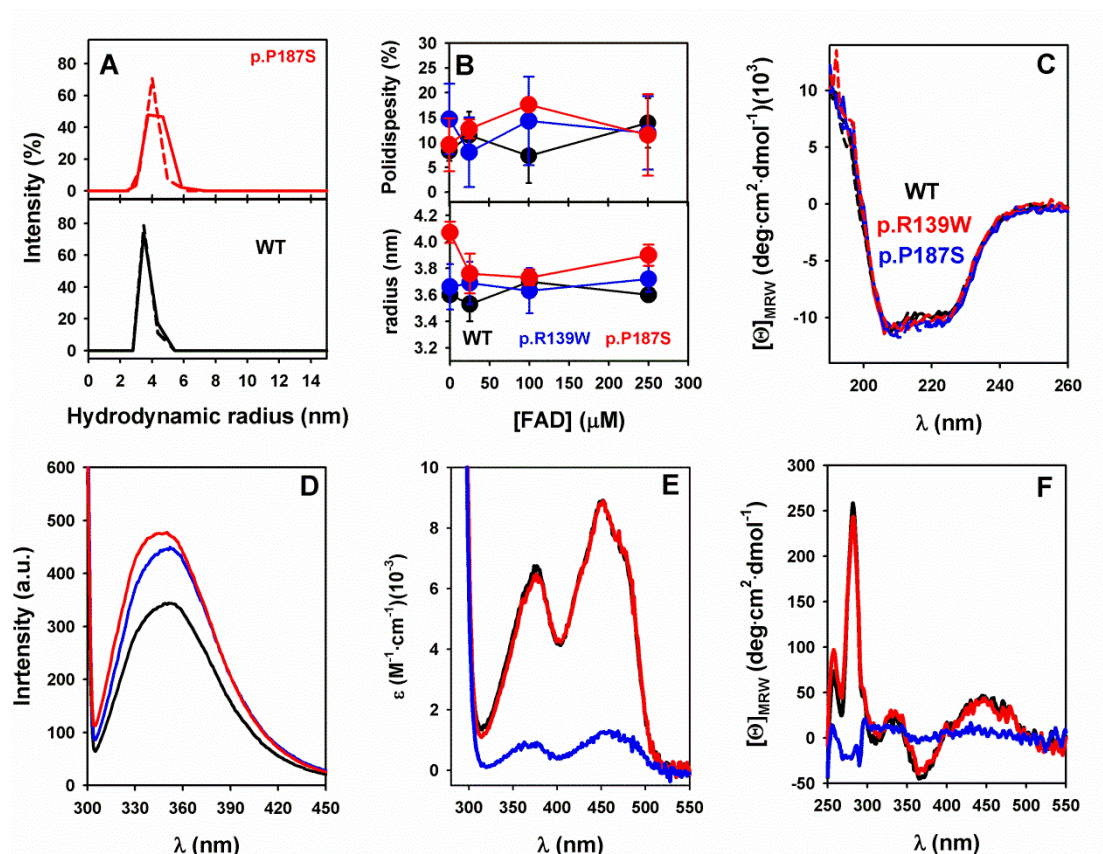 A
p.P187S
Intensity (%)
80
60
40
20
0
WT
80
60
40
20
0
0 2 4 6 8 10 12 14
Hydrodynamic radius (nm)
B
Polidispesity (%)
30
25
20
15
10
5
0
radius (nm)
4.2
4.0
3.8
3.6
3.4
3.2
3.1
WT p.R139W p.P187S
0 50 100 150 200 250 300
[FAD] (μM)
C
[Θ]MRW (deg·cm2·dmol-1)(103)
10
5
0
-5
-10
WT
p.R139W
p.P187S
200 220 240 260
λ (nm)
D
Inrtensity (a.u.)
600
500
400
300
200
100
0
300 330 360 390 420 450
λ (nm)
E
ε (M-1·cm-1)(10-3)
10
8
6
4
2
0
300 350 400 450 500 550
λ (nm)
F
[Θ]MRW (deg·cm2·dmol-1)
300
250
200
150
100
50
0
-50
250 300 350 400 450 500 550
λ (nm)